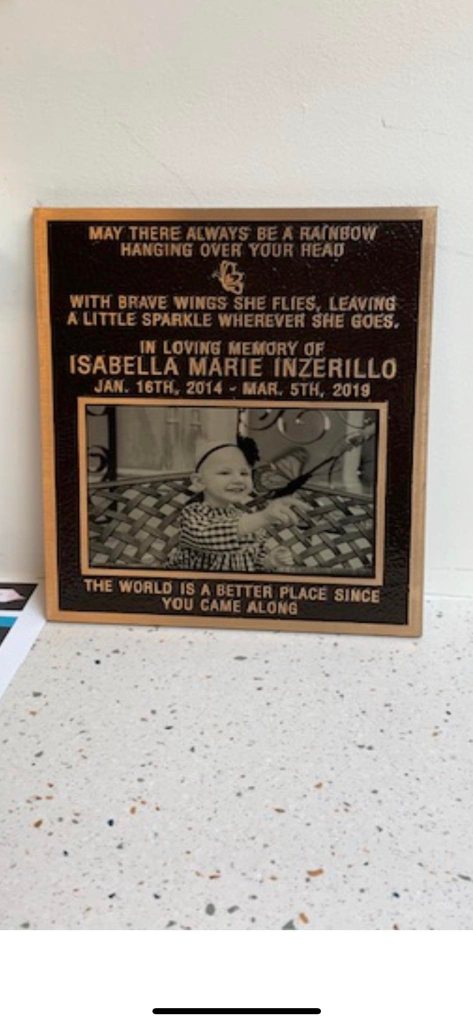 MAY THERE ALWAYS BE A RAINBOW
HANGING OVER YOUR HEAD
WITH BRAVE WINGS SHE FLIES, LEAVING
A LITTLE SPARKLE WHEREVER SHE GOES.
IN LOVING MEMORY OF
ISABELLA MARIE INZERILLO
JAN. 16TH, 2014 - MAR. 5TH, 2019
THE WORLD IS A BETTER PLACE SINCE
YOU CAME ALONG